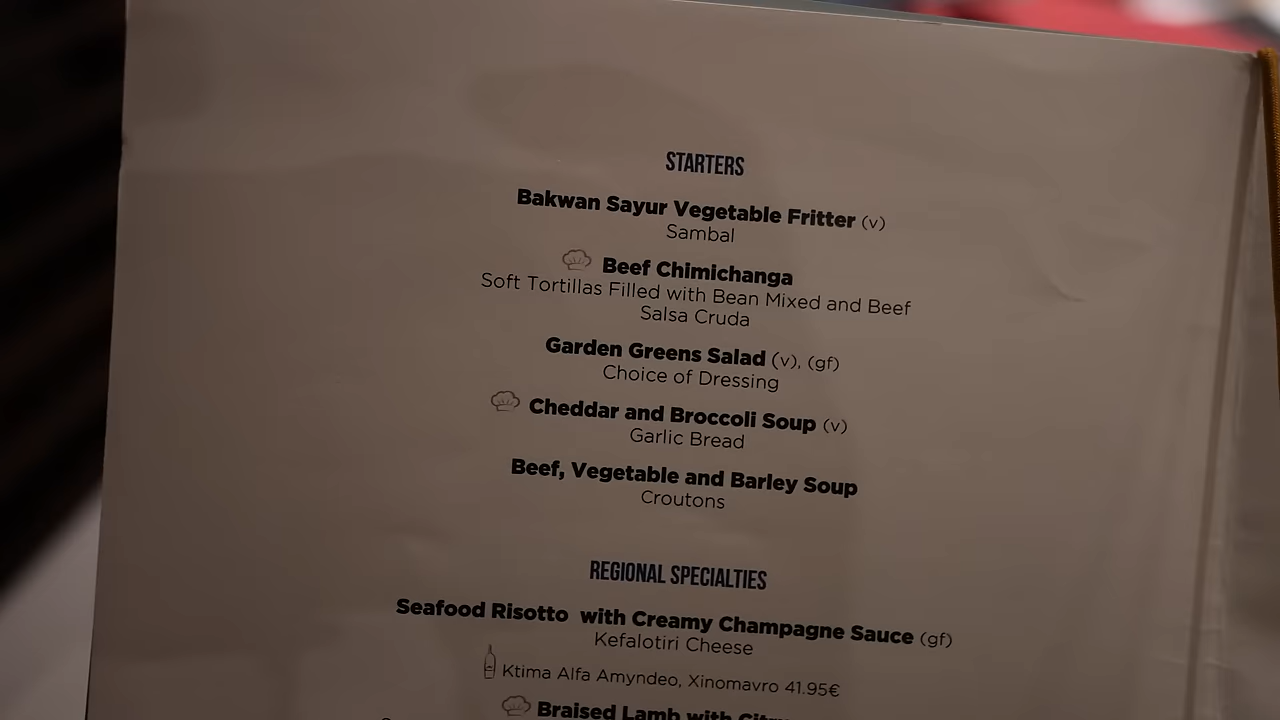 STARTERS
Bakwan Sayur Vegetable Fritter (v)
Sambal
Beef Chimichanga
Soft Tortillas Filled with Bean Mixed and Beef
Salsa Cruda
Garden Greens Salad (v), (gf)
Choice of Dressing
Cheddar and Broccoli Soup (v)
Garlic Bread
Beef, Vegetable and Barley Soup
Croutons
REGIONAL SPECIALTIES
Seafood Risotto with Creamy Champagne Sauce (gf)
Kefalotiri Cheese
Ktima Alfa Amyndeo, Xinomavro 41.95€
Braised Lamb with